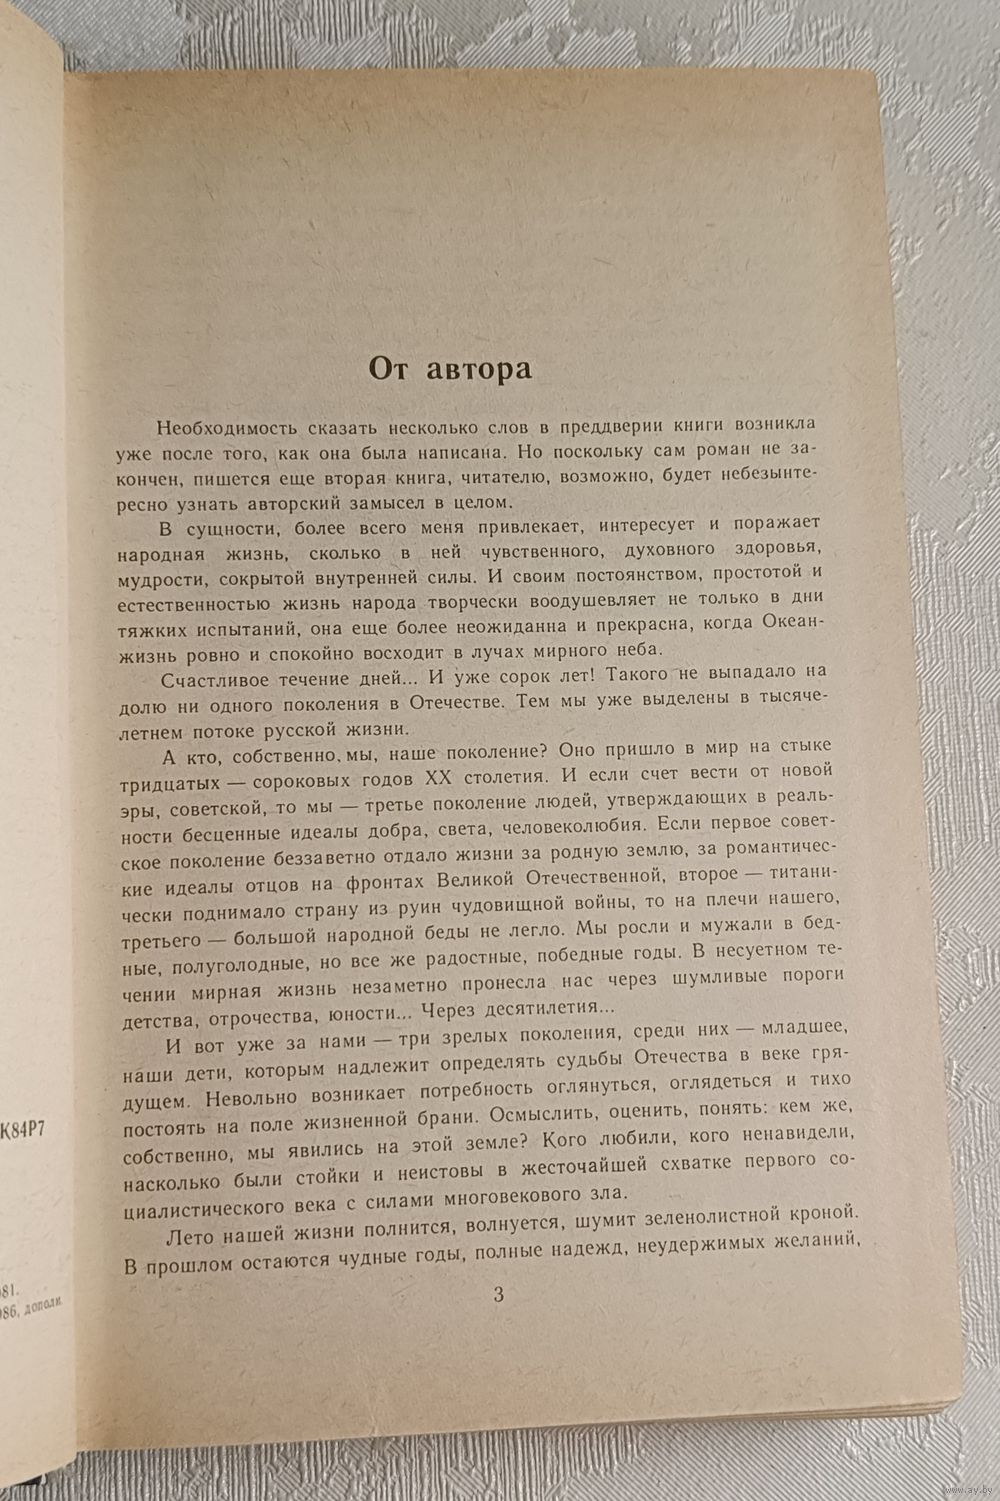 От автора
Необходимость сказать несколько слов в преддверии книги возникла
уже после того, как она была написана. Но поскольку сам роман не за-
кончен, пишется еще вторая книга, читателю, возможно, будет небезынте-
ресно узнать авторский замысел в целом.
В сущности, более всего меня привлекает, интересует и поражает
народная жизнь, сколько в ней чувственного, духовного здоровья,
мудрости, сокрытой внутренней силы. И своим постоянством, простотой и
естественностью жизнь народа творчески воодушевляет не только в дни
тяжких испытаний, она еще более неожиданна и прекрасна, когда Океан-
жизнь ровно и спокойно восходит в лучах мирного неба.
Счастливое течение дней... И уже сорок лет! Такого не выпадало на
долю ни одного поколения в Отечестве. Тем мы уже выделены в тысяче-
летнем потоке русской жизни.
А кто, собственно, мы, наше поколение? Оно пришло в мир на стыке
тридцатых — сороковых годов XX столетия. И если счет вести от новой
эры, советской, то мы — третье поколение людей, утверждающих в реаль-
ности бесценные идеалы добра, света, человеколюбия. Если первое совет-
ское поколение беззаветно отдало жизни за родную землю, за романтичес-
кие идеалы отцов на фронтах Великой Отечественной, второе — титани-
чески поднимало страну из руин чудовищной войны, то на плечи нашего,
третьего — большой народной беды не легло. Мы росли и мужали в бед-
ные, полуголодные, но все же радостные, победные годы. В несуетном те-
чении мирная жизнь незаметно пронесла нас через шумливые пороги
детства, отрочества, юности... Через десятилетия...
И вот уже за нами — три зрелых поколения, среди них — младшее,
наши дети, которым надлежит определять судьбы Отечества в веке гря-
дущем. Невольно возникает потребность оглянуться, оглядеться и тихо
постоять на поле жизненной брани. Осмыслить, оценить, понять: кем же,
собственно, мы явились на этой земле? Кого любили, кого ненавидели,
насколько были стойки и неистовы в жесточайшей схватке первого со-
циалистического века с силами многовекового зла.
Лето нашей жизни полнится, волнуется, шумит зеленолистной кроной.
В прошлом остаются чудные годы, полные надежд, неудержимых желаний,
3
К84Р7
81.
86, дополн.
www.ay.by